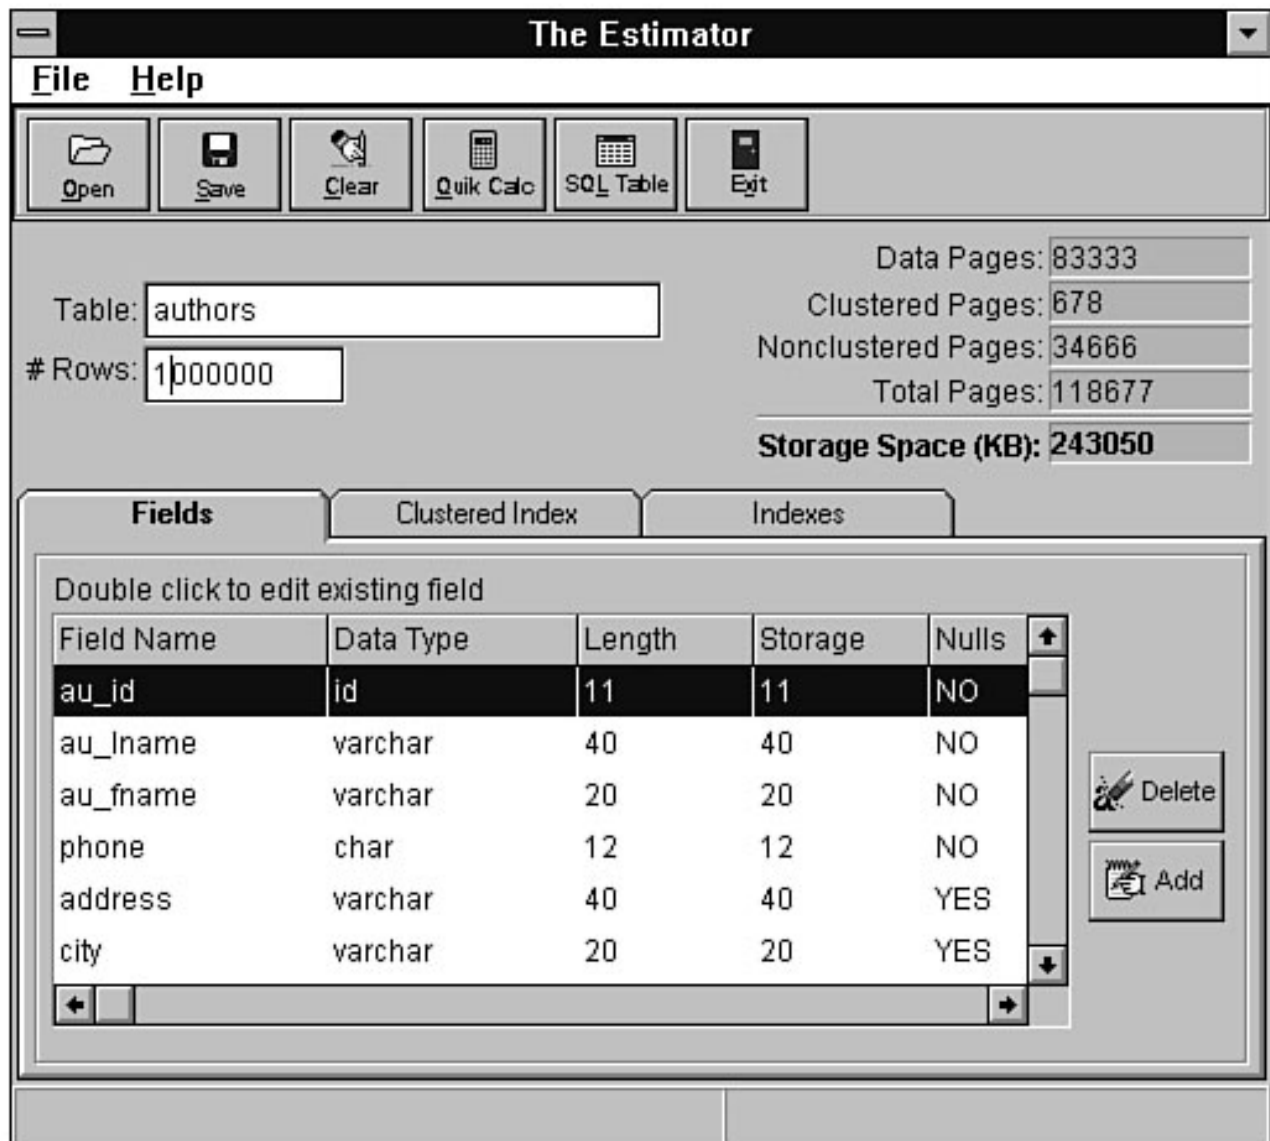 The Estimator
File Help
Open Save Clear Quik Calc SQL Table Exit
Data Pages: 83333
Table: authors
Clustered Pages: 678
# Rows: 1000000
Nonclustered Pages: 34666
Total Pages: 118677
Storage Space (KB): 243050
Fields Clustered Index Indexes
Double click to edit existing field
Field Name Data Type Length Storage Nulls
au_id id 11 11 NO
au_lname varchar 40 40 NO
au_fname varchar 20 20 NO
phone char 12 12 NO
address varchar 40 40 YES
city varchar 20 20 YES
Delete
Add